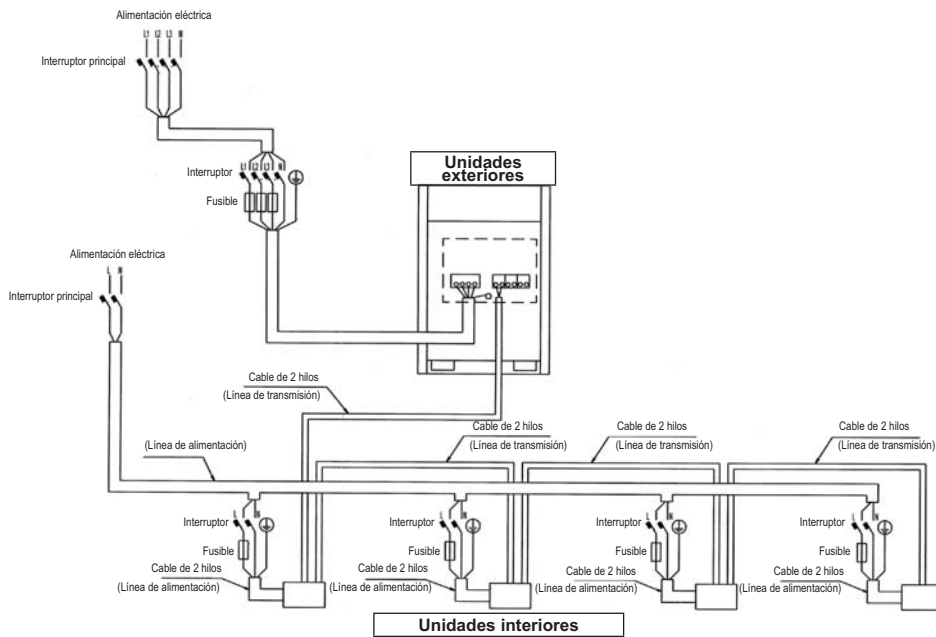 Alimentación eléctrica
L1 L2 L3 N
Interruptor principal
Unidades
exteriores
L1 L2 L3 N
Interruptor
Fusible
Alimentación eléctrica
L N
Interruptor principal
Cable de 2 hilos
(Línea de transmisión)
Cable de 2 hilos
(Línea de transmisión)
Cable de 2 hilos
(Línea de transmisión)
Cable de 2 hilos
(Línea de transmisión)
(Línea de alimentación)
L N
Interruptor
Fusible
Cable de 2 hilos
(Línea de alimentación)
L N
Interruptor
Fusible
Cable de 2 hilos
(Línea de alimentación)
L N
Interruptor
Fusible
Cable de 2 hilos
(Línea de alimentación)
L N
Interruptor
Fusible
Cable de 2 hilos
(Línea de alimentación)
Unidades interiores